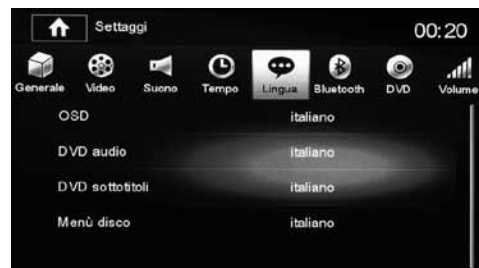 Settaggi 00:20
Generale Video Suono Tempo Lingua Bluetooth DVD Volume
OSD italiano
DVD audio italiano
DVD sottotitoli italiano
Menù disco italiano